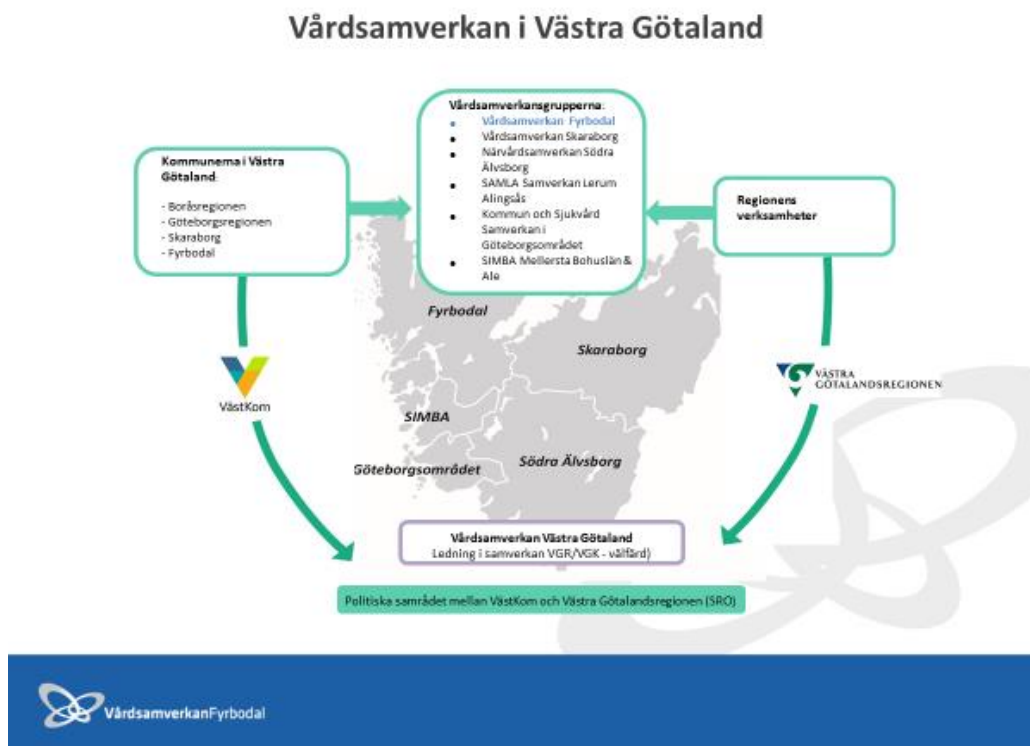 Vårdsamverkan i Västra Götaland
Vårdsamverkansgrupperna:
• Vårdsamverkan Fyrbodal
• Vårdsamverkan Skaraborg
• Närvårdsamverkan Södra
Älvsborg
• SAMLA Samverkan Lerum
Alingsås
• Kommun och Sjukvård
Samverkan i
Göteborgsområdet
• SIMBA Mellersta Bohuslän &
Ale
Kommunerna i Västra
Götaland:
- Boråsregionen
- Göteborgsregionen
- Skaraborg
- Fyrbodal
Regionens
verksamheter
Fyrbodal
Skaraborg
SIMBA
Göteborgsområdet
Södra Älvsborg
VästKom
VÄSTRA
GÖTALANDSREGIONEN
Vårdsamverkan Västra Götaland
Ledning i samverkan VGR/VGK - välfärd)
Politiska samrådet mellan VästKom och Västra Götalandsregionen (SRO)
VårdsamverkanFyrbodal